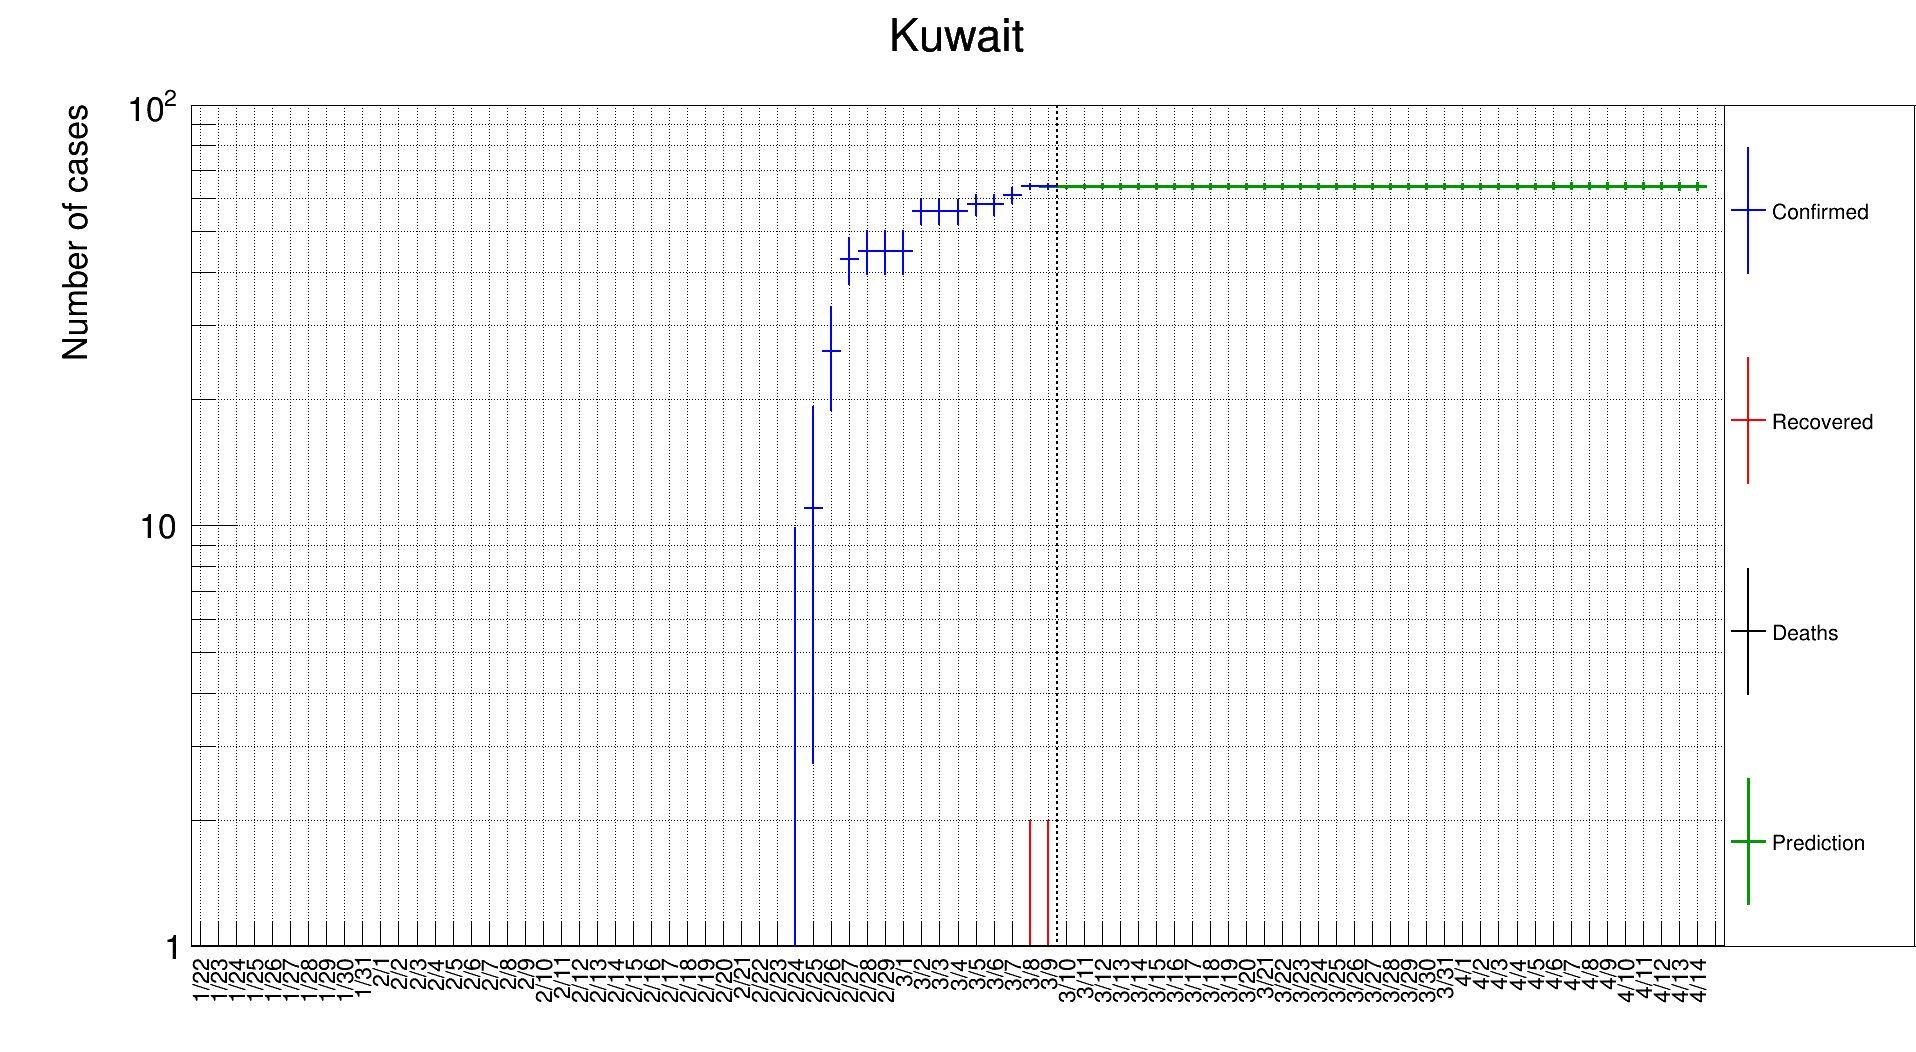 Kuwait
Number of cases
10²
10
1
1/22 1/23 1/24 1/25 1/26 1/27 1/28 1/29 1/30 1/31 2/1 2/2 2/3 2/4 2/5 2/6 2/7 2/8 2/9 2/10 2/11 2/12 2/13 2/14 2/15 2/16 2/17 2/18 2/19 2/20 2/21 2/22 2/23 2/24 2/25 2/26 2/27 2/28 2/29 3/1 3/2 3/3 3/4 3/5 3/6 3/7 3/8 3/9 3/10 3/11 3/12 3/13 3/14 3/15 3/16 3/17 3/18 3/19 3/20 3/21 3/22 3/23 3/24 3/25 3/26 3/27 3/28 3/29 3/30 3/31 4/1 4/2 4/3 4/4 4/5 4/6 4/7 4/8 4/9 4/10 4/11 4/12 4/13 4/14
Confirmed
Recovered
Deaths
Prediction